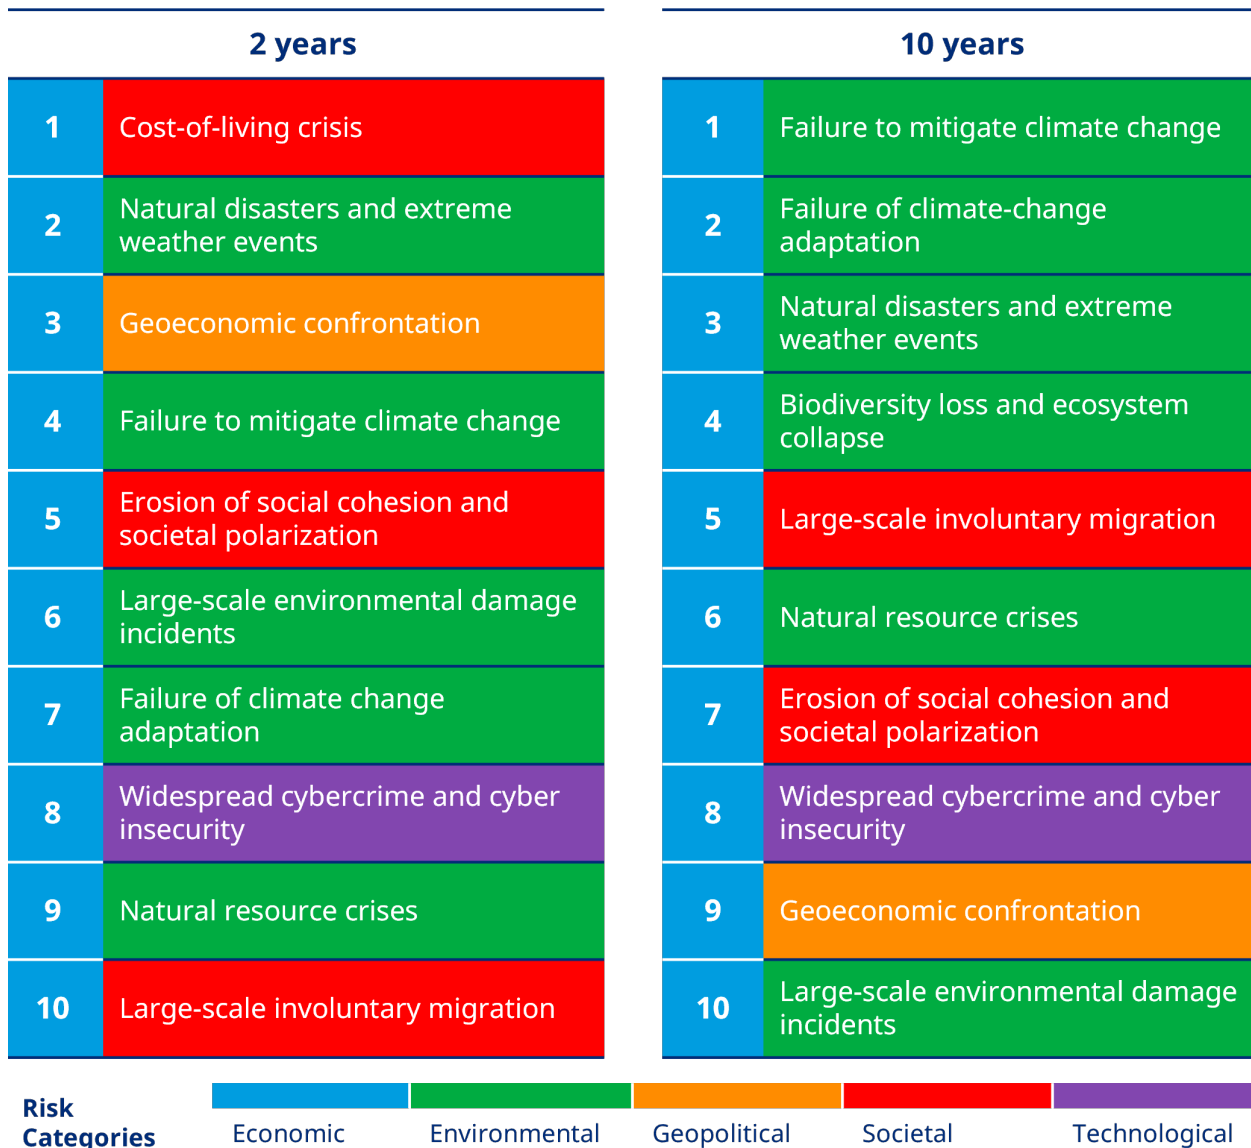 2 years
1
Cost-of-living crisis
2
Natural disasters and extreme
weather events
3
Geoeconomic confrontation
4
Failure to mitigate climate change
5
Erosion of social cohesion and
societal polarization
6
Large-scale environmental damage
incidents
7
Failure of climate change
adaptation
8
Widespread cybercrime and cyber
insecurity
9
Natural resource crises
10
Large-scale involuntary migration
10 years
1
Failure to mitigate climate change
2
Failure of climate-change
adaptation
3
Natural disasters and extreme
weather events
4
Biodiversity loss and ecosystem
collapse
5
Large-scale involuntary migration
6
Natural resource crises
7
Erosion of social cohesion and
societal polarization
8
Widespread cybercrime and cyber
insecurity
9
Geoeconomic confrontation
10
Large-scale environmental damage
incidents
Risk
Categories
Economic
Environmental
Geopolitical
Societal
Technological